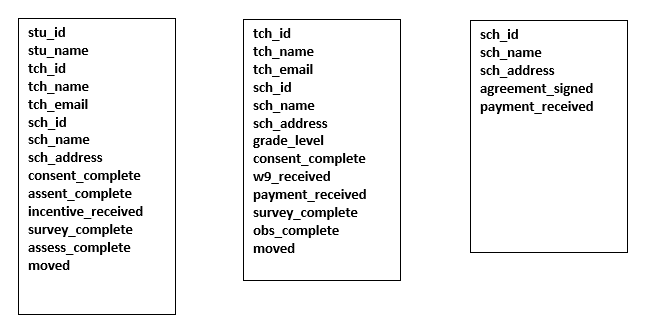 stu_id
stu_name
tch_id
tch_name
tch_email
sch_id
sch_name
sch_address
consent_complete
assent_complete
incentive_received
survey_complete
assess_complete
moved
tch_id
tch_name
tch_email
sch_id
sch_name
sch_address
grade_level
consent_complete
w9_received
payment_received
survey_complete
obs_complete
moved
sch_id
sch_name
sch_address
agreement_signed
payment_received